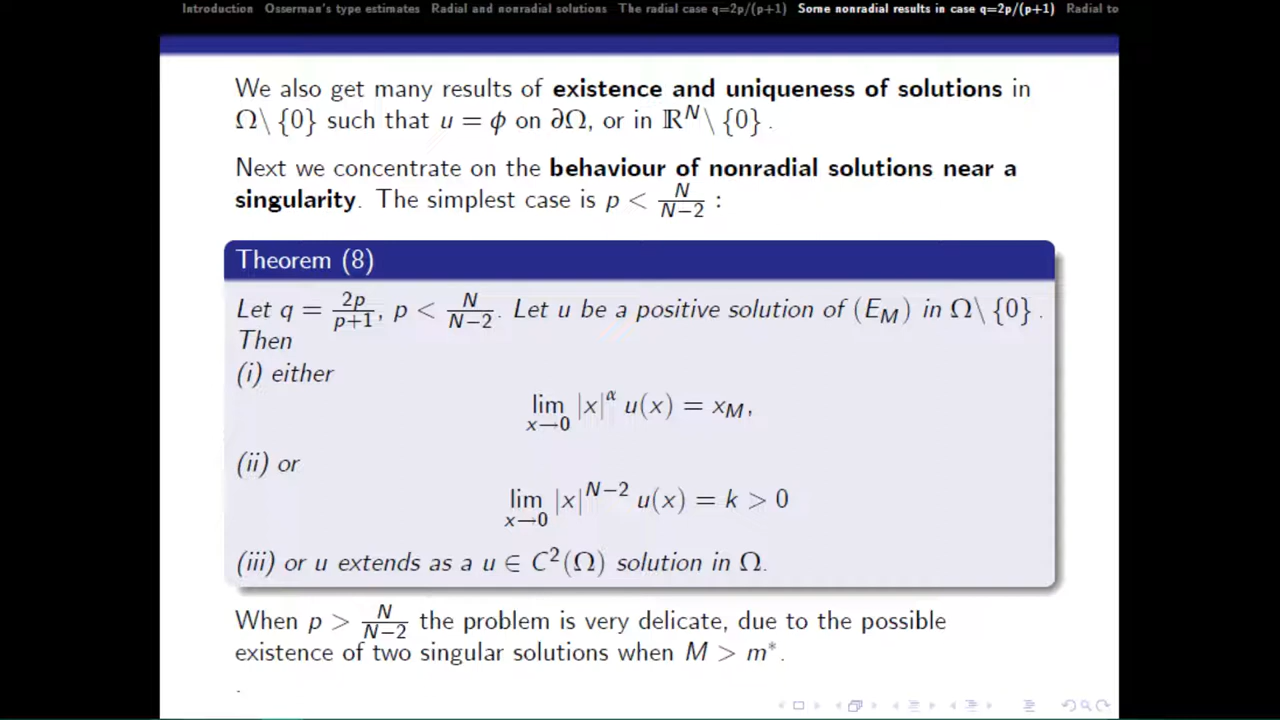 Introduction Osserman's type estimates Radial and nonradial solutions The radial case q=2p/(p+1) Some nonradial results in case q=2p/(p+1) Radial to
We also get many results of existence and uniqueness of solutions in
Ω\ {0} such that u = ϕ on ∂Ω, or in ℝ^N\ {0} .
Next we concentrate on the behaviour of nonradial solutions near a
singularity. The simplest case is p < N/(N−2) :
Theorem (8)
Let q = 2p/(p+1), p < N/(N−2). Let u be a positive solution of (E_M) in Ω\ {0} .
Then
(i) either
lim_{x→0} |x|^α u(x) = x_M,
(ii) or
lim_{x→0} |x|^{N−2} u(x) = k > 0
(iii) or u extends as a u ∈ C²(Ω) solution in Ω.
When p > N/(N−2) the problem is very delicate, due to the possible
existence of two singular solutions when M > m*.
.